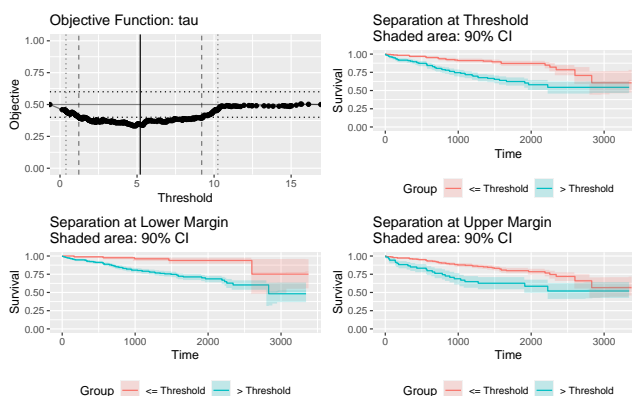 Objective Function: tau
1.00
0.75
0.50
0.25
0.00
Objective
0
5
10
15
Threshold
Separation at Threshold
Shaded area: 90% CI
1.00
0.75
0.50
0.25
0.00
Survival
0
1000
2000
3000
Time
Group
<= Threshold
> Threshold
Separation at Lower Margin
Shaded area: 90% CI
1.00
0.75
0.50
0.25
0.00
Survival
0
1000
2000
3000
Time
Group
<= Threshold
> Threshold
Separation at Upper Margin
Shaded area: 90% CI
1.00
0.75
0.50
0.25
0.00
Survival
0
1000
2000
3000
Time
Group
<= Threshold
> Threshold